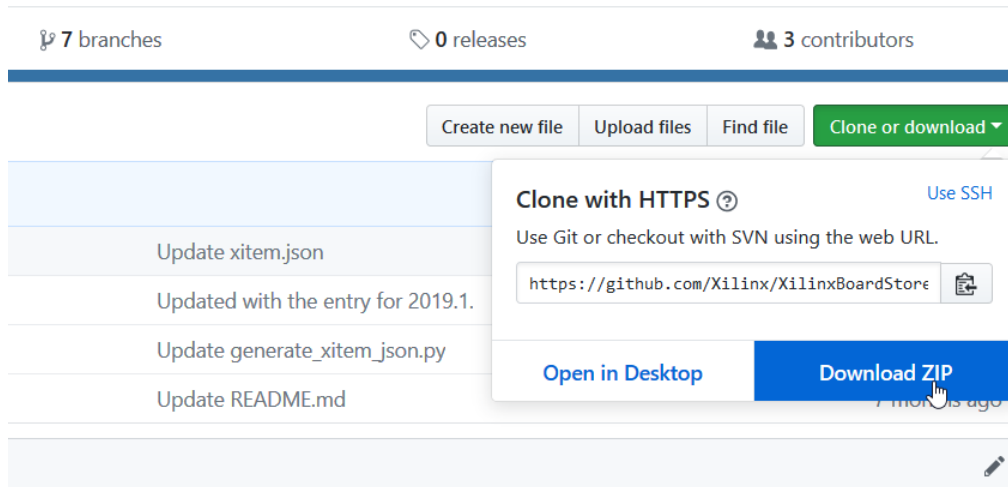 7 branches
0 releases
3 contributors
Create new file
Upload files
Find file
Clone or download
Clone with HTTPS
Use SSH
Use Git or checkout with SVN using the web URL.
https://github.com/Xilinx/XilinxBoardStore
Update xitem.json
Updated with the entry for 2019.1.
Update generate_xitem_json.py
Open in Desktop
Download ZIP
Update README.md
7 months ago